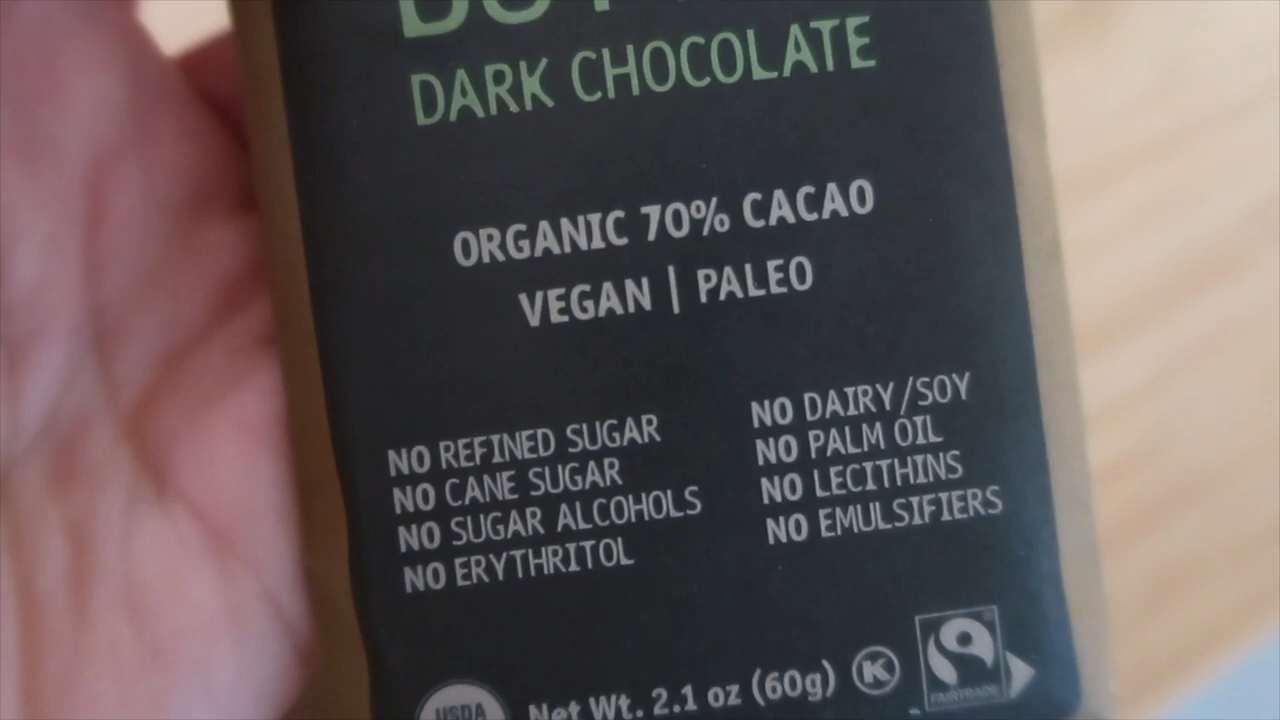 DARK CHOCOLATE
ORGANIC 70% CACAO
VEGAN | PALEO
NO REFINED SUGAR
NO CANE SUGAR
NO SUGAR ALCOHOLS
NO ERYTHRITOL
NO DAIRY/SOY
NO PALM OIL
NO LECITHINS
NO EMULSIFIERS
USDA
Net Wt. 2.1 oz (60g)
K
FAIRTRADE